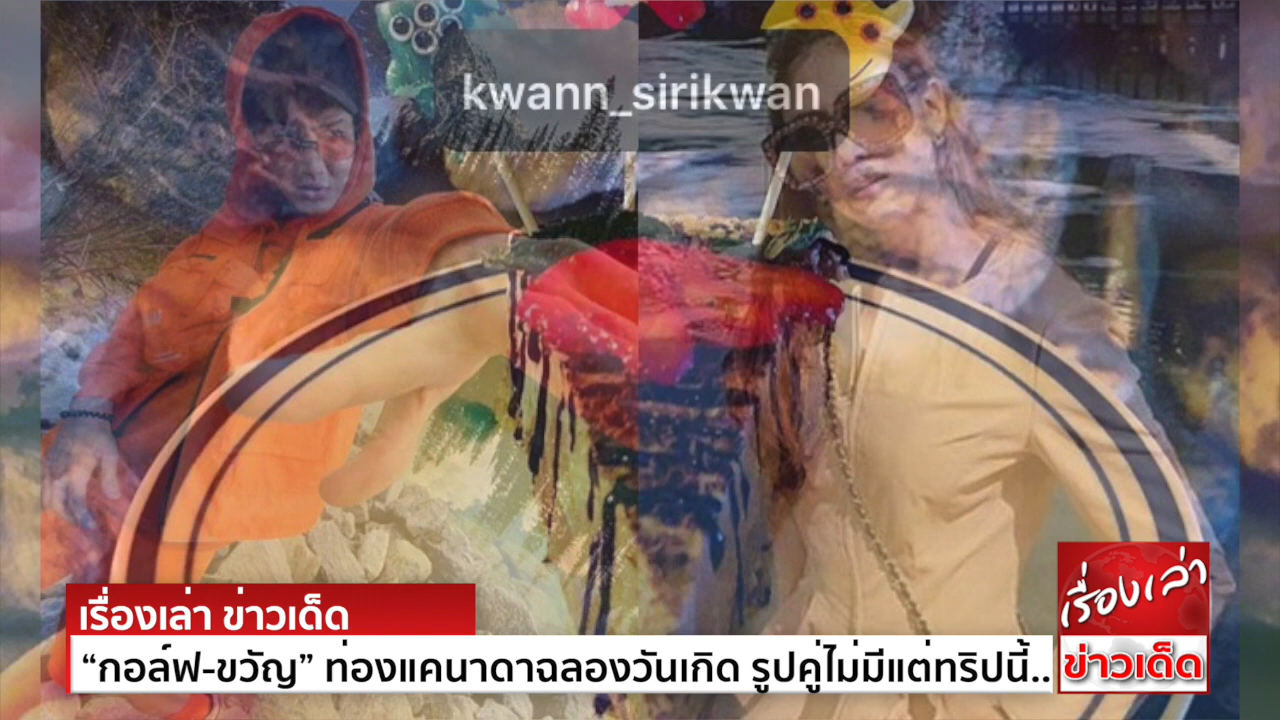 kwann_sirikwan
เรื่องเล่า ข่าวเด็ด
“กอล์ฟ-ขวัญ” ท่องแคนาดาฉลองวันเกิด รูปคู่ไม่มีแต่ทริปนี้..
เรื่องเล่า
ข่าวเด็ด